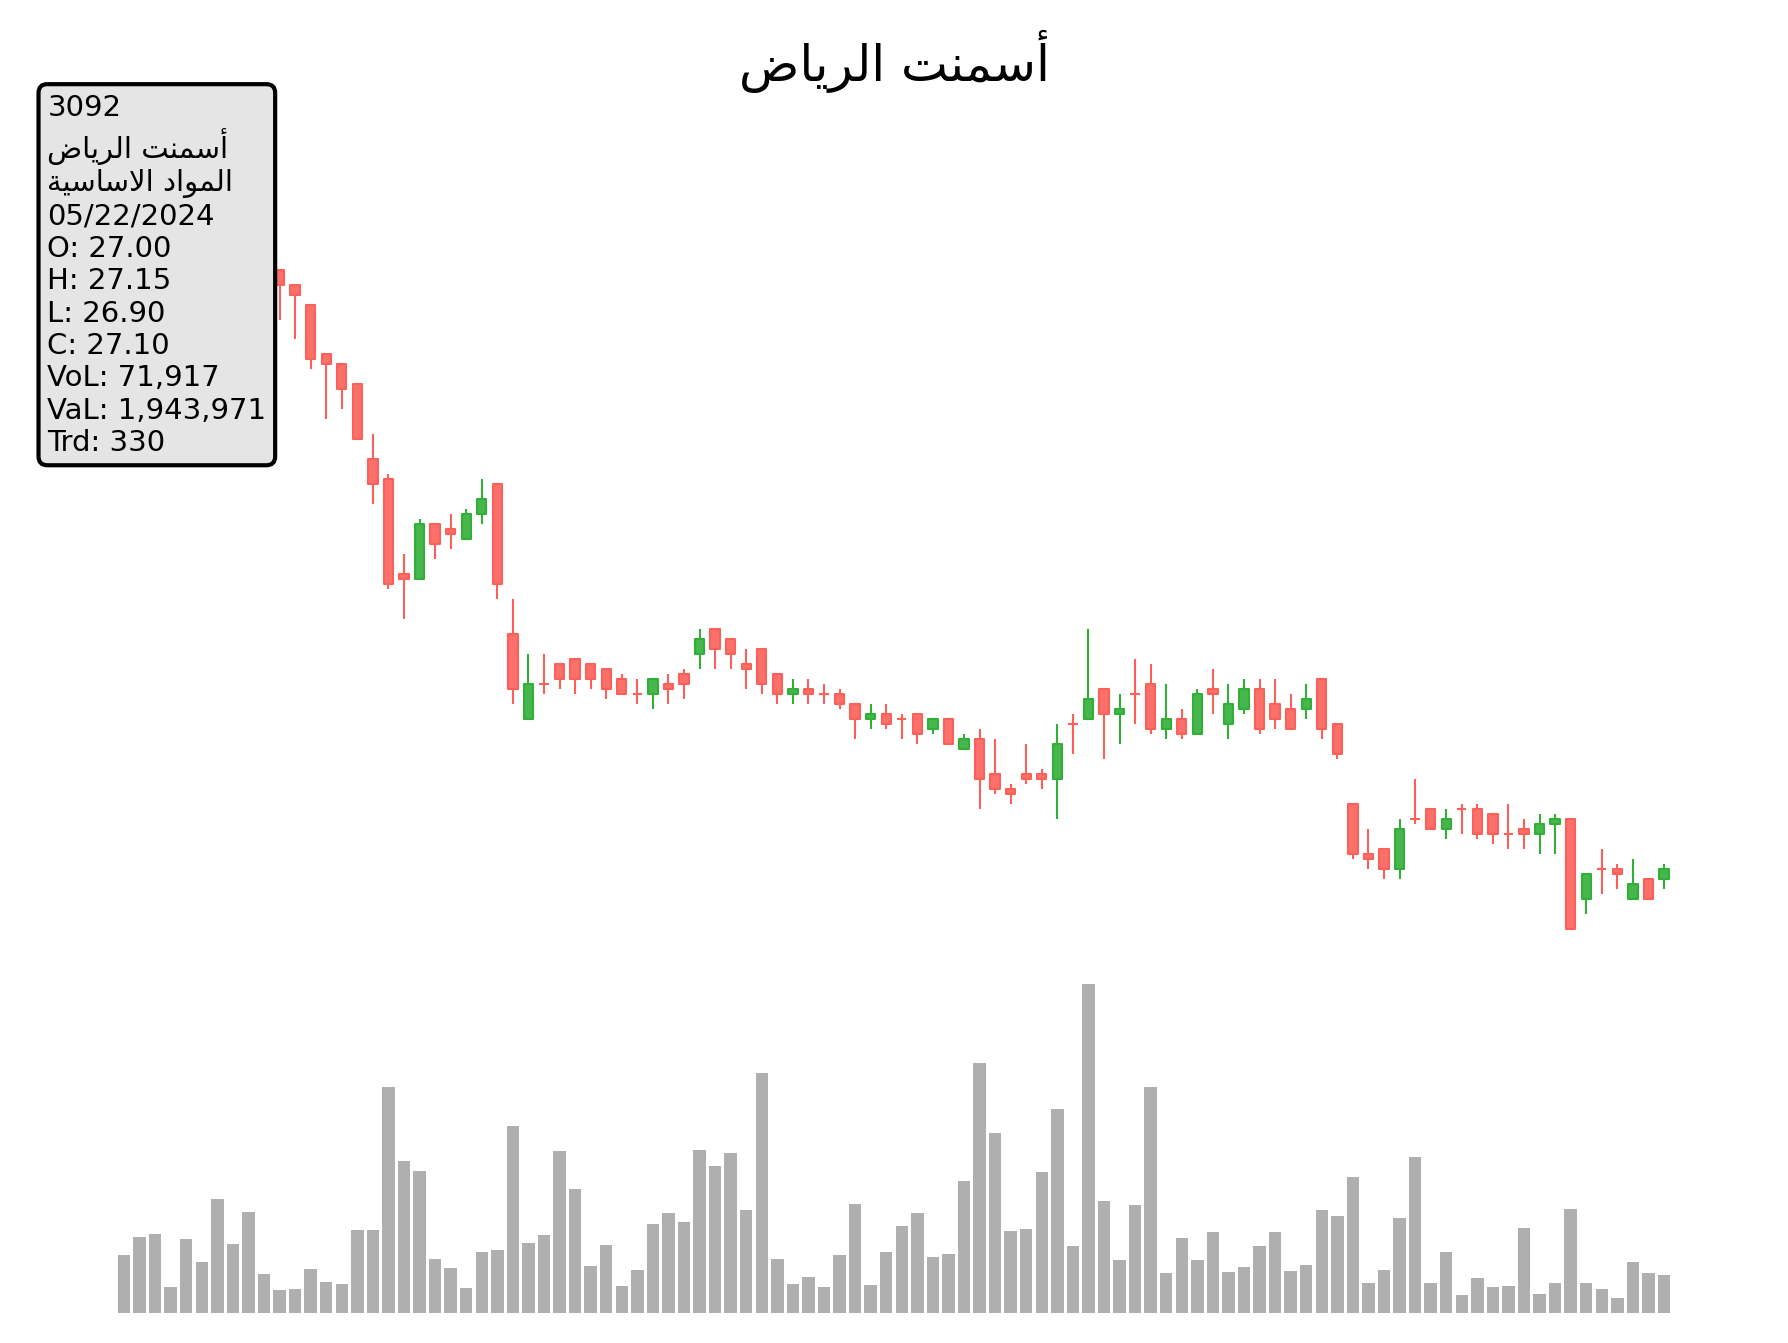 أسمنت الرياض
3092
أسمنت الرياض
المواد الاساسية
05/22/2024
O: 27.00
H: 27.15
L: 26.90
C: 27.10
VoL: 71,917
VaL: 1,943,971
Trd: 330